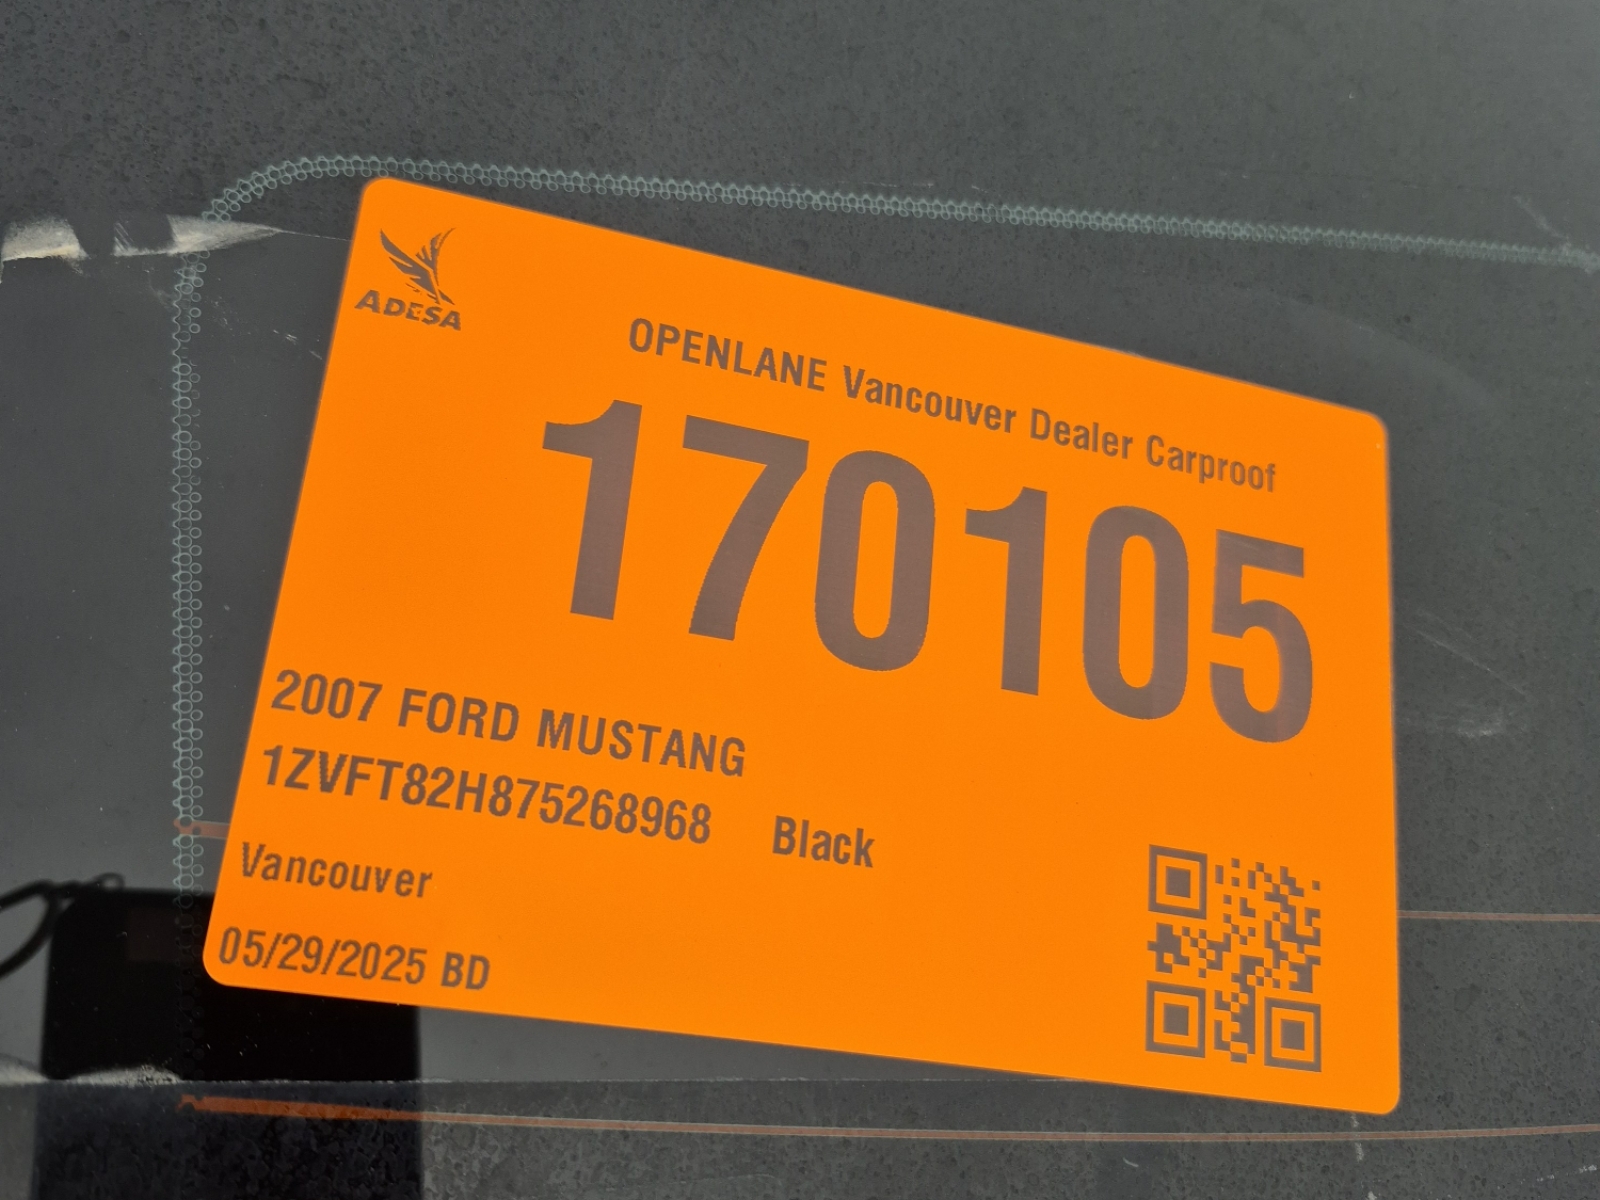 ADESA
OPENLANE Vancouver Dealer Carproof
170105
2007 FORD MUSTANG
1ZVFT82H875268968 Black
Vancouver
05/29/2025 BD